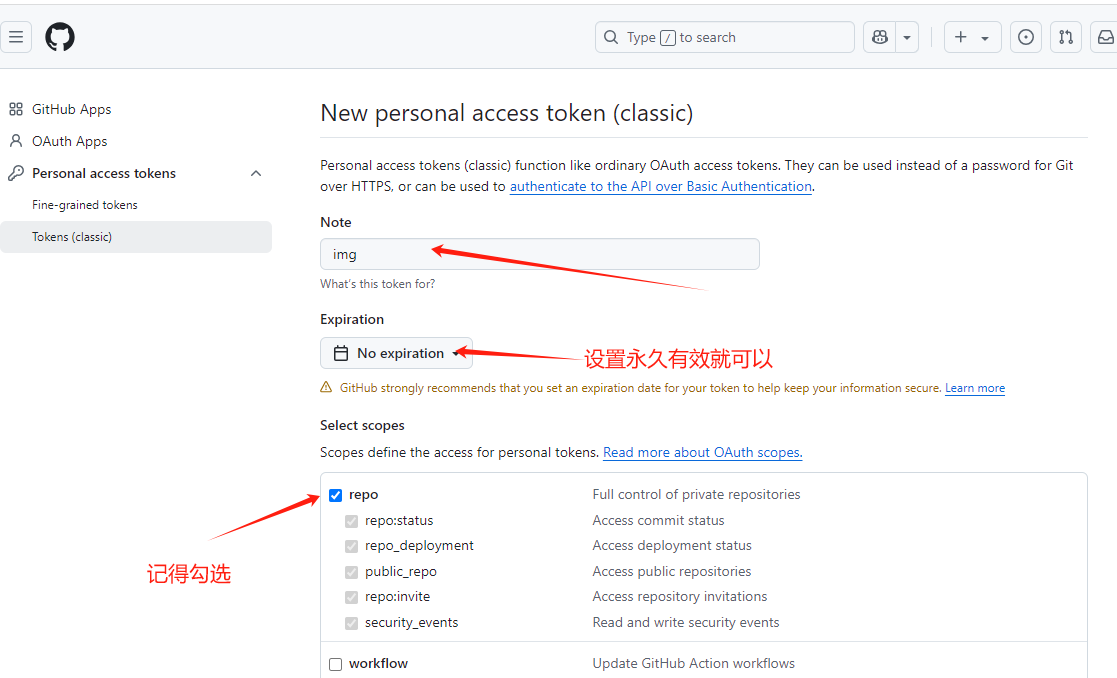 Type / to search
GitHub Apps
OAuth Apps
Personal access tokens
Fine-grained tokens
Tokens (classic)
New personal access token (classic)
Personal access tokens (classic) function like ordinary OAuth access tokens. They can be used instead of a password for Git
over HTTPS, or can be used to authenticate to the API over Basic Authentication.
Note
img
What's this token for?
Expiration
No expiration
设置永久有效就可以
GitHub strongly recommends that you set an expiration date for your token to help keep your information secure. Learn more
Select scopes
Scopes define the access for personal tokens. Read more about OAuth scopes.
记得勾选
repo Full control of private repositories
repo:status Access commit status
repo_deployment Access deployment status
public_repo Access public repositories
repo:invite Access repository invitations
security_events Read and write security events
workflow Update GitHub Action workflows